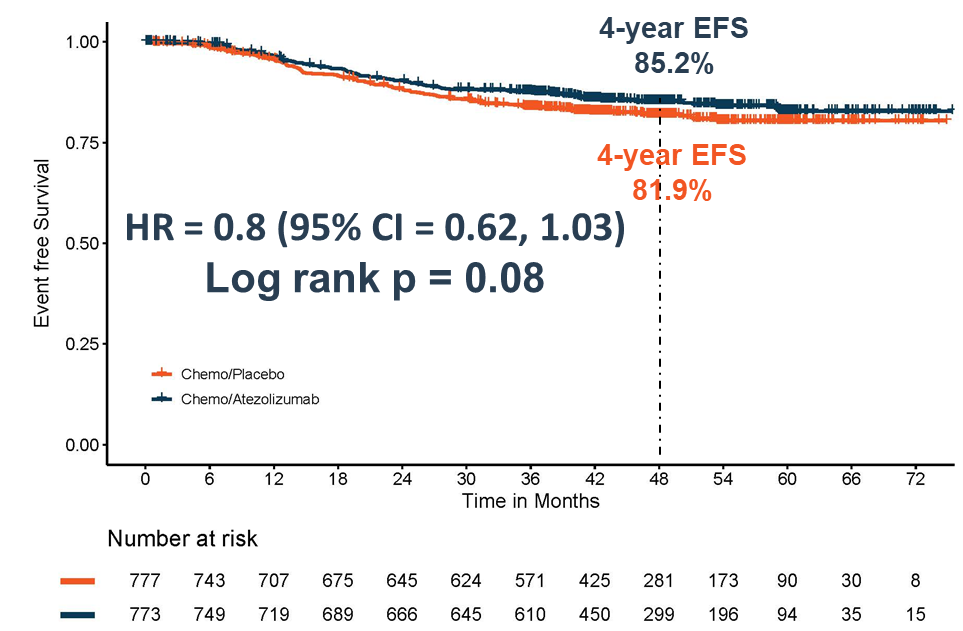 4-year EFS
85.2%
1.00
0.75
4-year EFS
81.9%
HR = 0.8 (95% CI = 0.62, 1.03)
0.50
Log rank p = 0.08
Event free Survival
0.25
Chemo/Placebo
Chemo/Atezolizumab
0.00
0 6 12 18 24 30 36 42 48 54 60 66 72
Time in Months
Number at risk
777 743 707 675 645 624 571 425 281 173 90 30 8
773 749 719 689 666 645 610 450 299 196 94 35 15